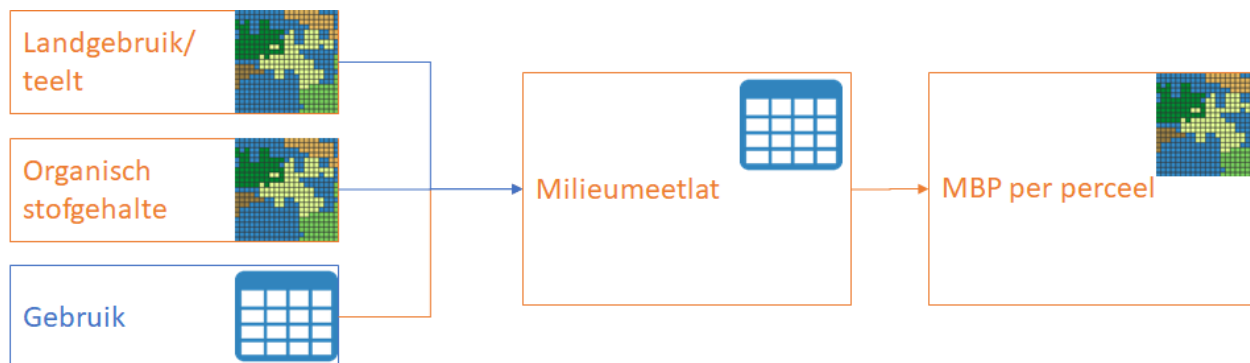 Landgebruik/
teelt
Organisch
stofgehalte
Gebruik
Milieumeetlat
MBP per perceel